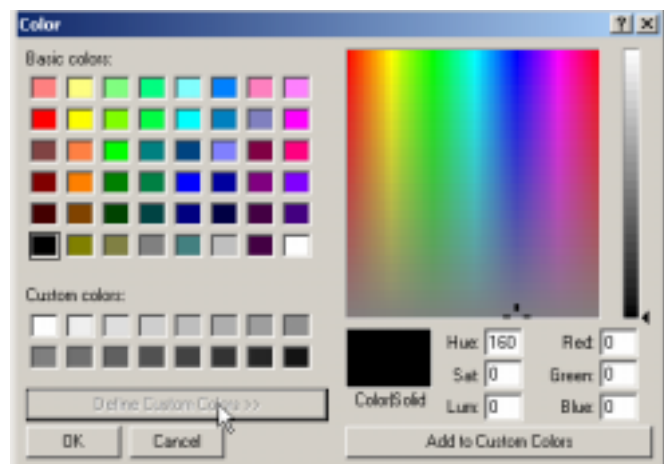 Color
Basic colors:
Custom colors:
Define Custom Colors >>
OK
Cancel
Color|Solid
Hue: 160
Sat: 0
Lum: 0
Red: 0
Green: 0
Blue: 0
Add to Custom Colors